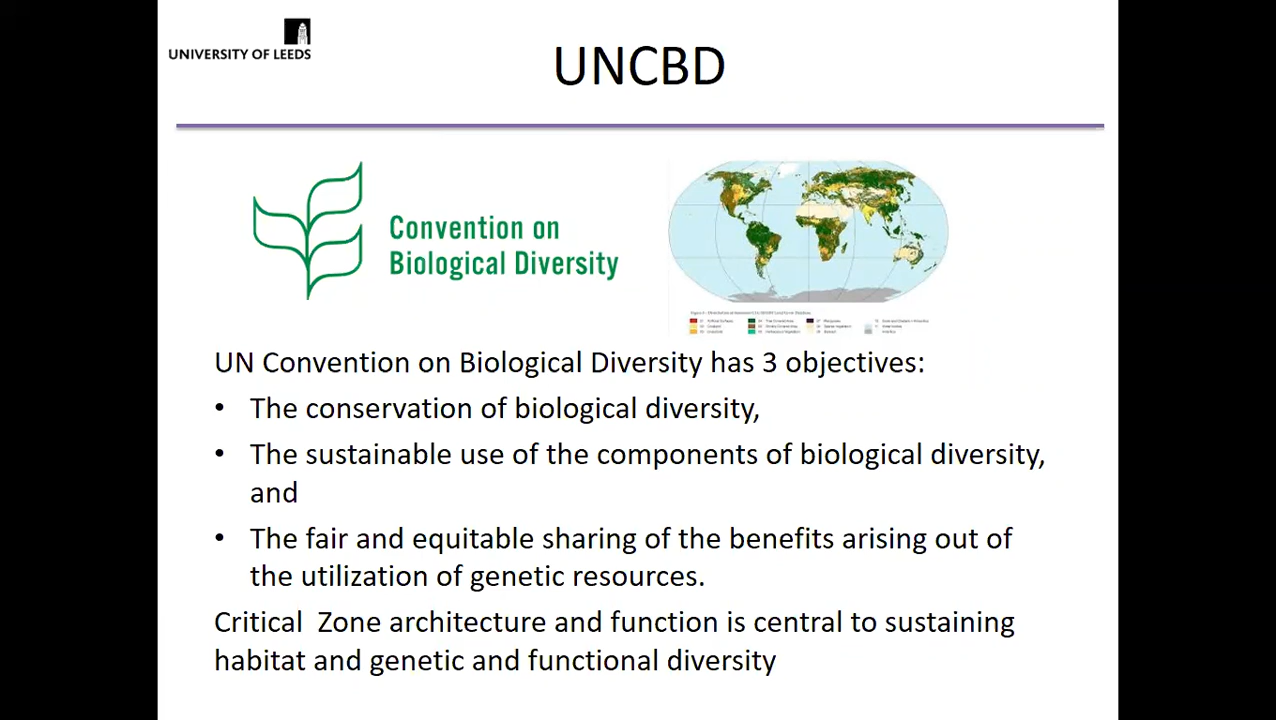 UNIVERSITY OF LEEDS
UNCBD
Convention on
Biological Diversity
UN Convention on Biological Diversity has 3 objectives:
• The conservation of biological diversity,
• The sustainable use of the components of biological diversity,
and
• The fair and equitable sharing of the benefits arising out of
the utilization of genetic resources.
Critical  Zone architecture and function is central to sustaining
habitat and genetic and functional diversity